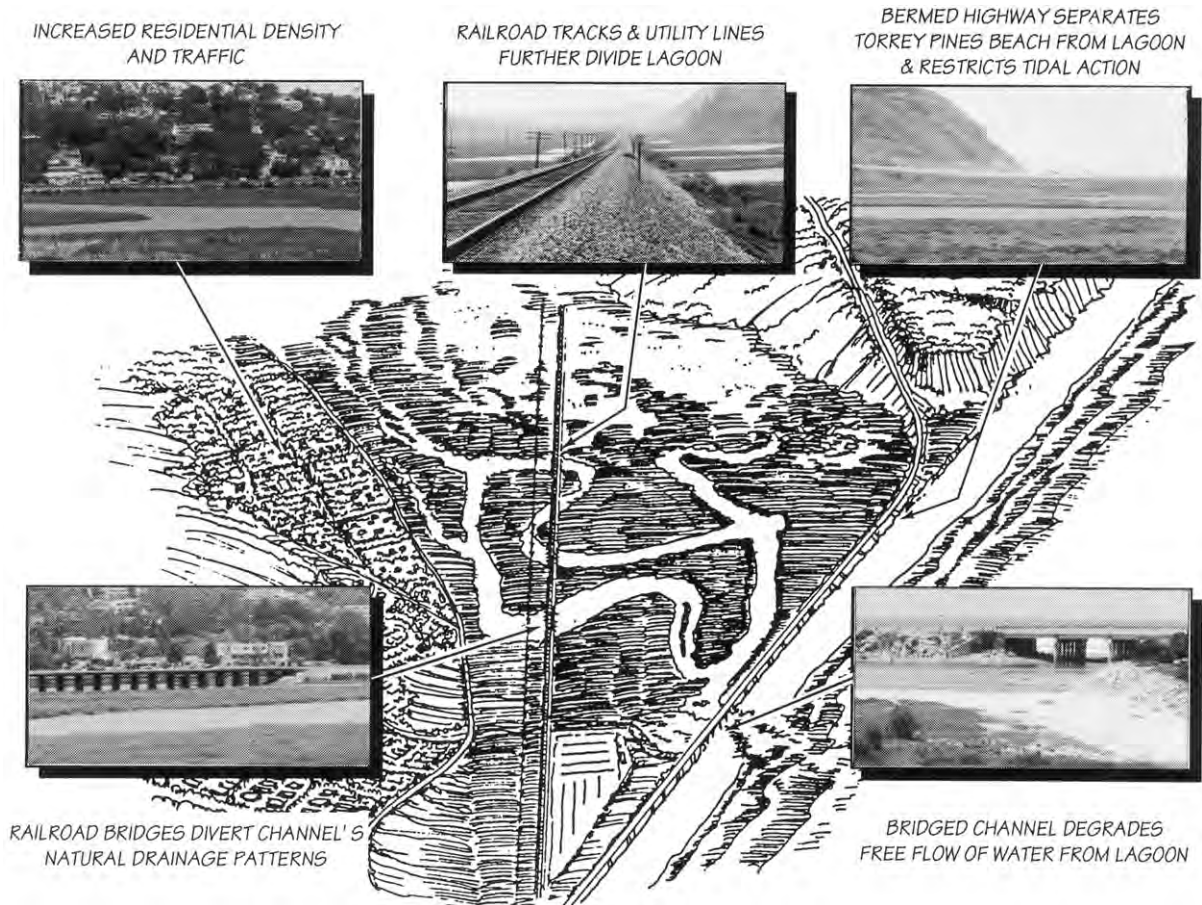 INCREASED RESIDENTIAL DENSITY
AND TRAFFIC
RAILROAD TRACKS & UTILITY LINES
FURTHER DIVIDE LAGOON
BERMED HIGHWAY SEPARATES
TORREY PINES BEACH FROM LAGOON
& RESTRICTS TIDAL ACTION
RAILROAD BRIDGES DIVERT CHANNEL'S
NATURAL DRAINAGE PATTERNS
BRIDGED CHANNEL DEGRADES
FREE FLOW OF WATER FROM LAGOON